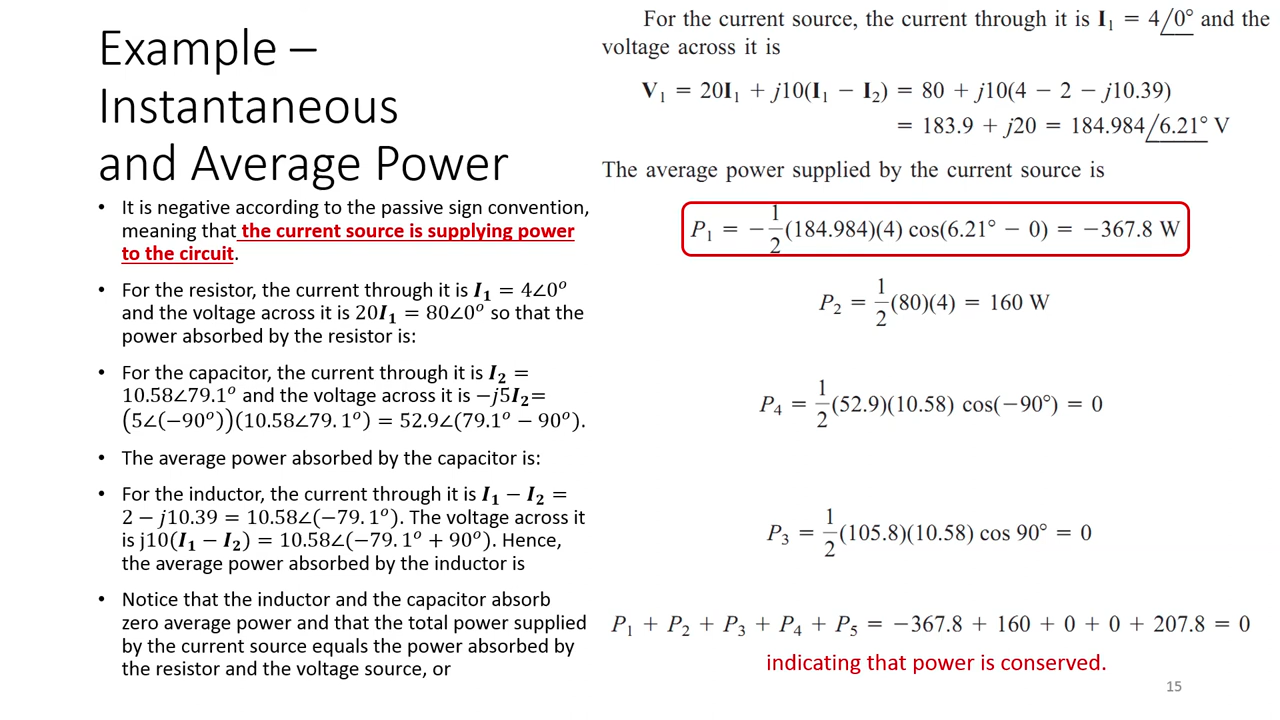 Example –
Instantaneous
and Average Power
• It is negative according to the passive sign convention,
meaning that the current source is supplying power
to the circuit.
• For the resistor, the current through it is I₁ = 4∠0ᵒ
and the voltage across it is 20I₁ = 80∠0ᵒ so that the
power absorbed by the resistor is:
• For the capacitor, the current through it is I₂ =
10.58∠79.1ᵒ and the voltage across it is −j5I₂=
(5∠(−90ᵒ))(10.58∠79.1ᵒ) = 52.9∠(79.1ᵒ − 90ᵒ).
• The average power absorbed by the capacitor is:
• For the inductor, the current through it is I₁ − I₂ =
2 − j10.39 = 10.58∠(−79.1ᵒ). The voltage across it
is j10(I₁ − I₂) = 10.58∠(−79.1ᵒ + 90ᵒ). Hence,
the average power absorbed by the inductor is
• Notice that the inductor and the capacitor absorb
zero average power and that the total power supplied
by the current source equals the power absorbed by
the resistor and the voltage source, or
For the current source, the current through it is I₁ = 4/0° and the
voltage across it is
V₁ = 20I₁ + j10(I₁ − I₂) = 80 + j10(4 − 2 − j10.39)
= 183.9 + j20 = 184.984/6.21° V
The average power supplied by the current source is
P₁ = −1/2(184.984)(4) cos(6.21° − 0) = −367.8 W
P₂ = 1/2(80)(4) = 160 W
P₄ = 1/2(52.9)(10.58) cos(−90°) = 0
P₃ = 1/2(105.8)(10.58) cos 90° = 0
P₁ + P₂ + P₃ + P₄ + P₅ = −367.8 + 160 + 0 + 0 + 207.8 = 0
indicating that power is conserved.
15